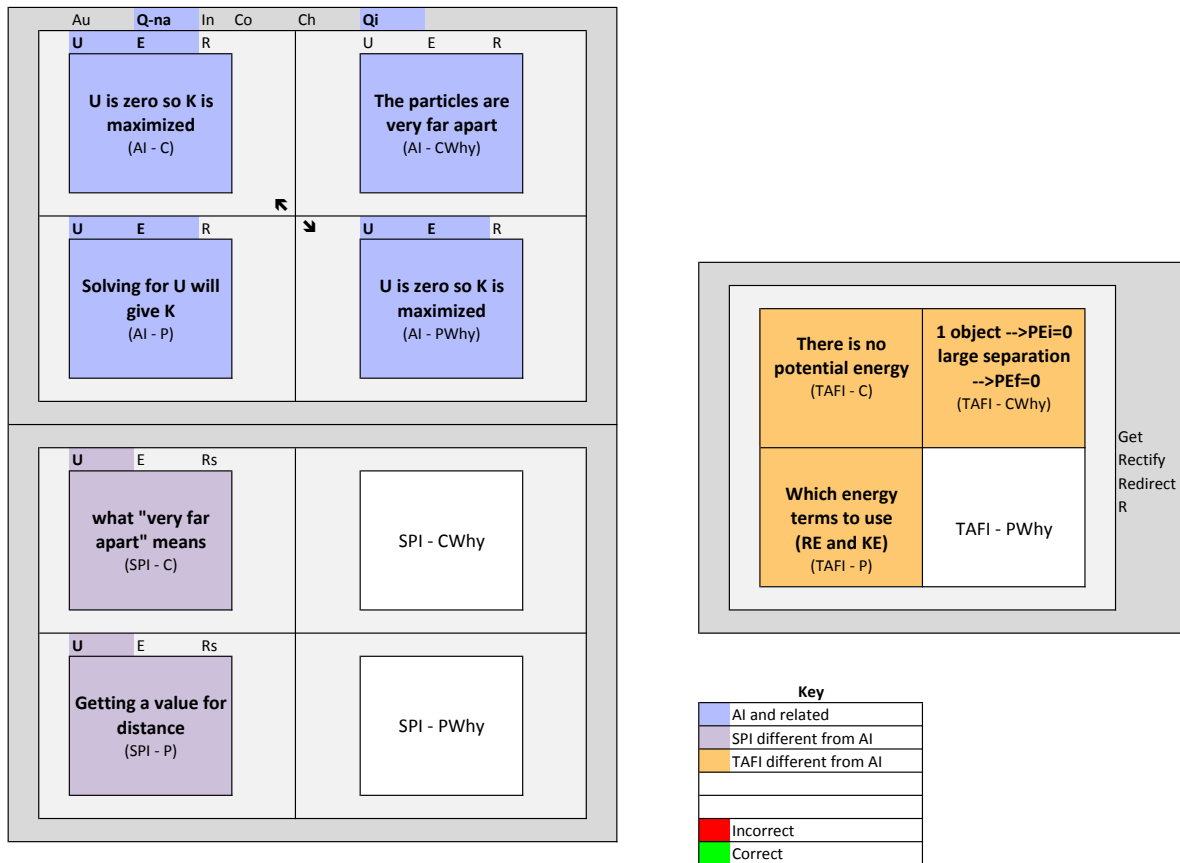 Au Q-na In Co Ch Qi
U E R U E R
U is zero so K is
maximized
(AI - C)
The particles are
very far apart
(AI - CWhy)
U E R U E R
Solving for U will
give K
(AI - P)
U is zero so K is
maximized
(AI - PWhy)
U E Rs
what "very far
apart" means
(SPI - C)
SPI - CWhy
U E Rs
Getting a value for
distance
(SPI - P)
SPI - PWhy
There is no
potential energy
(TAFI - C)
1 object -->PEi=0
large separation
-->PEf=0
(TAFI - CWhy)
Which energy
terms to use
(RE and KE)
(TAFI - P)
TAFI - PWhy
Get
Rectify
Redirect
R
Key
AI and related
SPI different from AI
TAFI different from AI
Incorrect
Correct